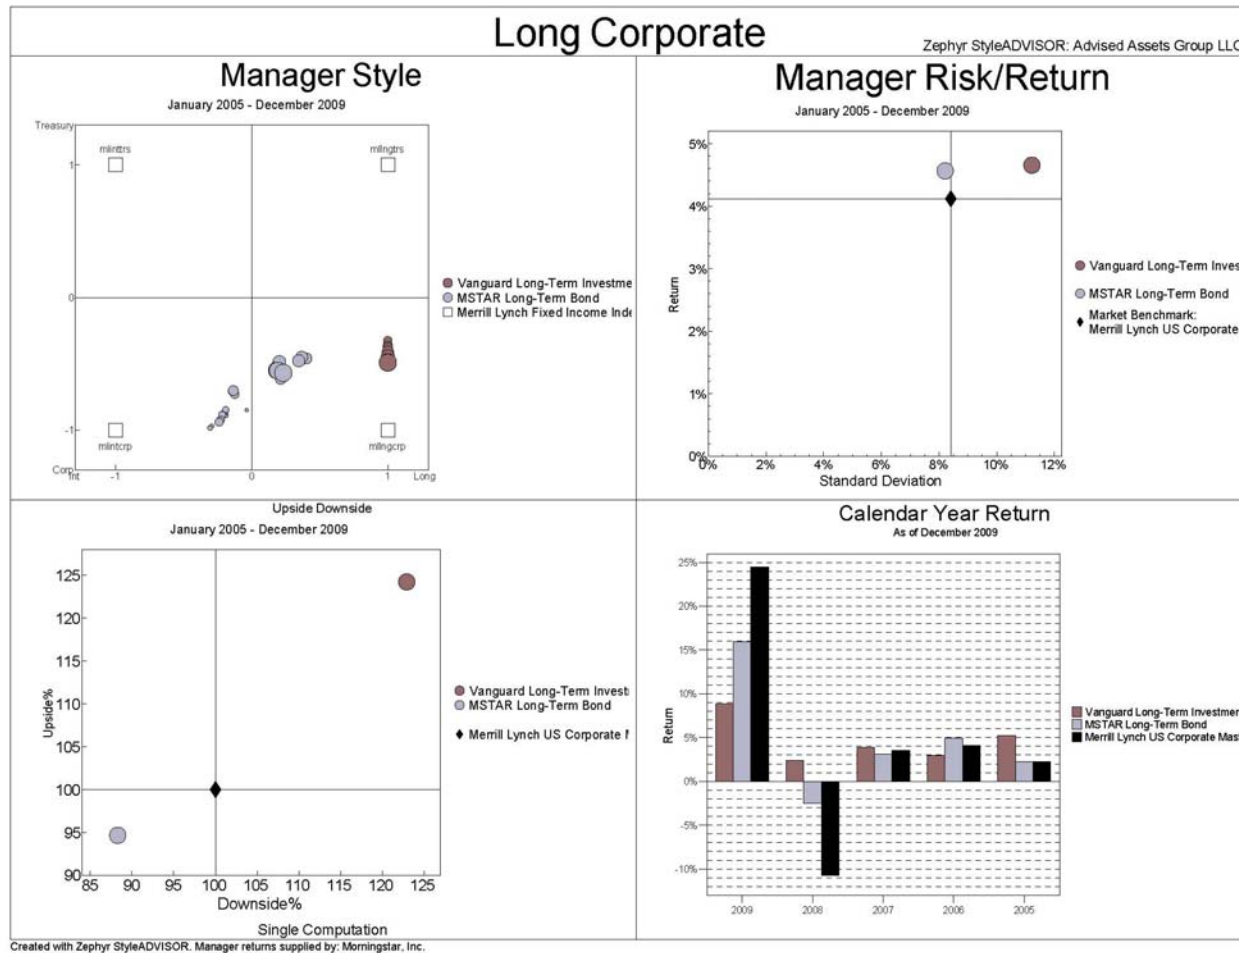 Long Corporate
Zephyr StyleADVISOR: Advised Assets Group LLC
Manager Style
January 2005 - December 2009
Treasury
mlinttrs
mllngtrs
1
0
-1
mlintcrp
mllngcrp
Corp
Int
-1
0
1
Long
Vanguard Long-Term Investme
MSTAR Long-Term Bond
Merrill Lynch Fixed Income Inde
Manager Risk/Return
January 2005 - December 2009
Return
5%
4%
3%
2%
1%
0%
0%
2%
4%
6%
8%
10%
12%
Standard Deviation
Vanguard Long-Term Inves
MSTAR Long-Term Bond
Market Benchmark:
Merrill Lynch US Corporate
Upside Downside
January 2005 - December 2009
Upside%
125
120
115
110
105
100
95
90
85
90
95
100
105
110
115
120
125
Downside%
Single Computation
Vanguard Long-Term Investı
MSTAR Long-Term Bond
Merrill Lynch US Corporate
Calendar Year Return
As of December 2009
Return
25%
20%
15%
10%
5%
0%
-5%
-10%
2009
2008
2007
2006
2005
Vanguard Long-Term Investmer
MSTAR Long-Term Bond
Merrill Lynch US Corporate Mas
Created with Zephyr StyleADVISOR. Manager returns supplied by: Morningstar, Inc.